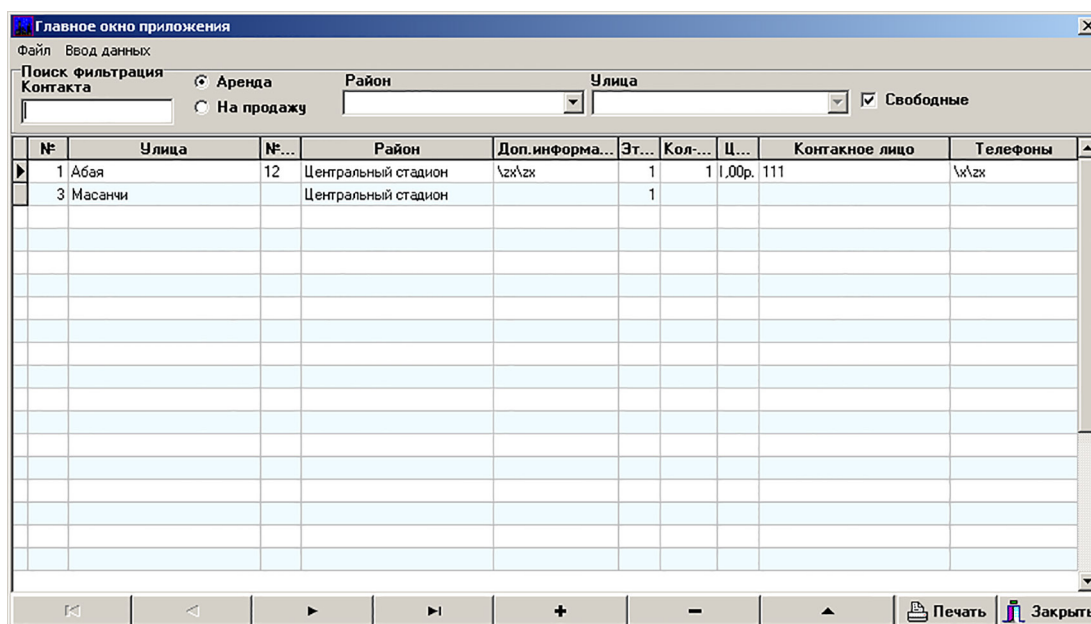 Главное окно приложения
Файл Ввод данных
Поиск фильтрация
Контакта
Аренда
На продажу
Район
Улица
Свободные
№ Улица №... Район Доп.информа... Эт... Кол-... Ц... Контакное лицо Телефоны
1 Абая 12 Центральный стадион \zx\zx 1 1 1,00р. 111 \x\zx
3 Масанчи Центральный стадион 1
Печать Закрыть